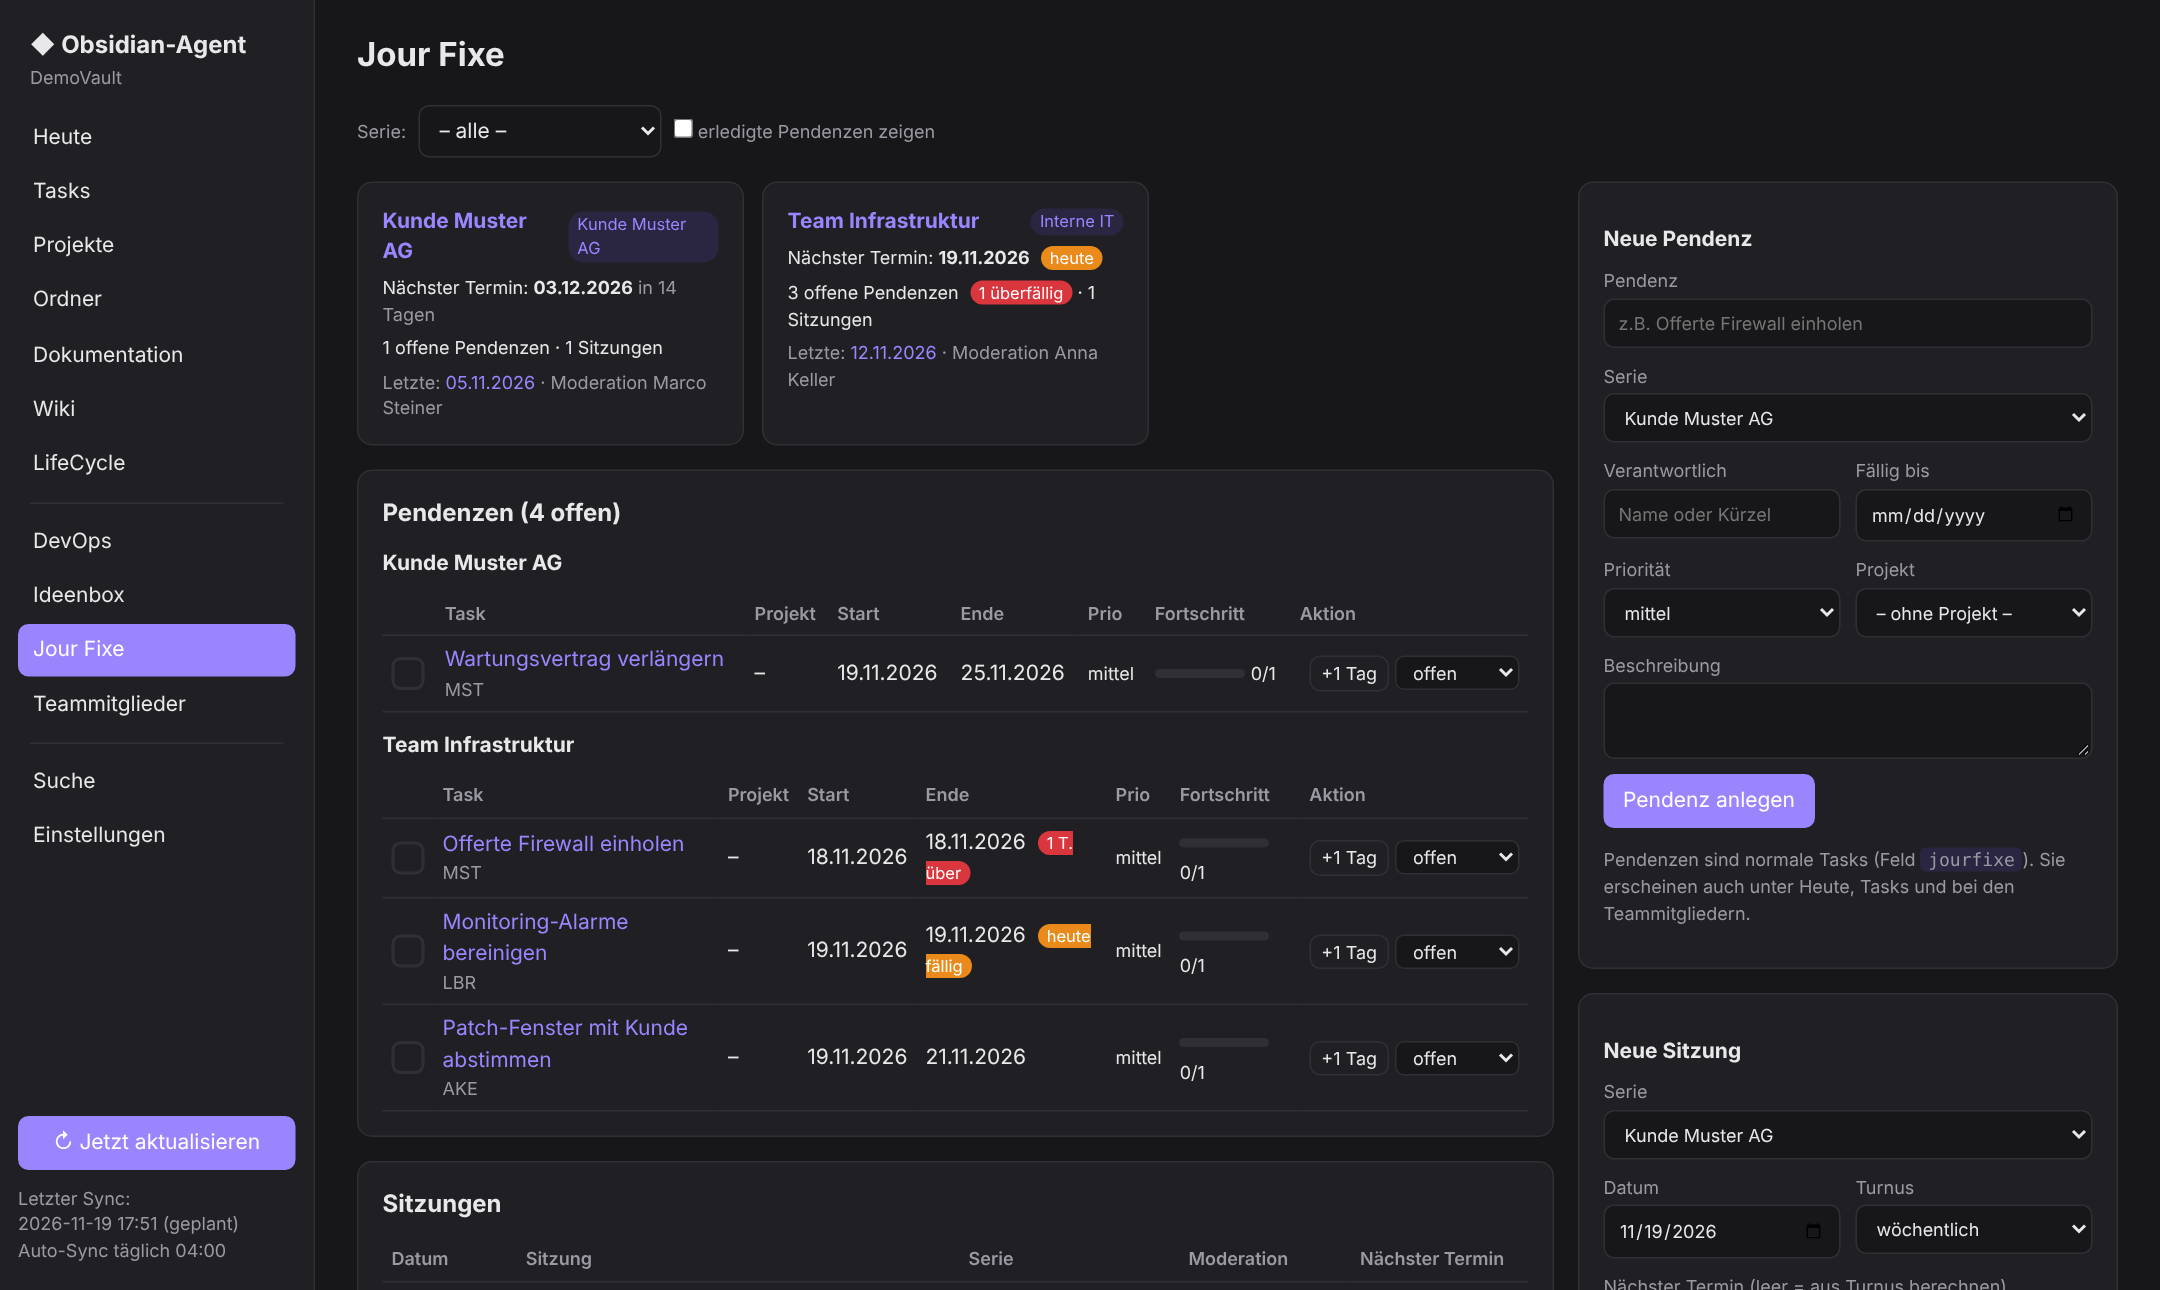 ◆ Obsidian-Agent
DemoVault
Heute
Tasks
Projekte
Ordner
Dokumentation
Wiki
LifeCycle
DevOps
Ideenbox
Jour Fixe
Teammitglieder
Suche
Einstellungen
↻ Jetzt aktualisieren
Letzter Sync:
2026-11-19 17:51 (geplant)
Auto-Sync täglich 04:00
Jour Fixe
Serie: – alle – erledigte Pendenzen zeigen
Kunde Muster
AG
Kunde Muster
AG
Nächster Termin: 03.12.2026 in 14
Tagen
1 offene Pendenzen · 1 Sitzungen
Letzte: 05.11.2026 · Moderation Marco
Steiner
Team Infrastruktur Interne IT
Nächster Termin: 19.11.2026 heute
3 offene Pendenzen 1 überfällig · 1
Sitzungen
Letzte: 12.11.2026 · Moderation Anna
Keller
Pendenzen (4 offen)
Kunde Muster AG
Task Projekt Start Ende Prio Fortschritt Aktion
Wartungsvertrag verlängern
MST
– 19.11.2026 25.11.2026 mittel 0/1 +1 Tag offen
Team Infrastruktur
Task Projekt Start Ende Prio Fortschritt Aktion
Offerte Firewall einholen
MST
– 18.11.2026 18.11.2026 1 T.
über
mittel 0/1 +1 Tag offen
Monitoring-Alarme
bereinigen
LBR
– 19.11.2026 19.11.2026 heute
fällig
mittel 0/1 +1 Tag offen
Patch-Fenster mit Kunde
abstimmen
AKE
– 19.11.2026 21.11.2026 mittel 0/1 +1 Tag offen
Sitzungen
Datum Sitzung Serie Moderation Nächster Termin
Neue Pendenz
Pendenz
z.B. Offerte Firewall einholen
Serie
Kunde Muster AG
Verantwortlich Fällig bis
Name oder Kürzel mm/dd/yyyy
Priorität Projekt
mittel – ohne Projekt –
Beschreibung
Pendenz anlegen
Pendenzen sind normale Tasks (Feld jourfixe). Sie
erscheinen auch unter Heute, Tasks und bei den
Teammitgliedern.
Neue Sitzung
Serie
Kunde Muster AG
Datum Turnus
11/19/2026 wöchentlich
Nächster Termin (leer = aus Turnus berechnen)